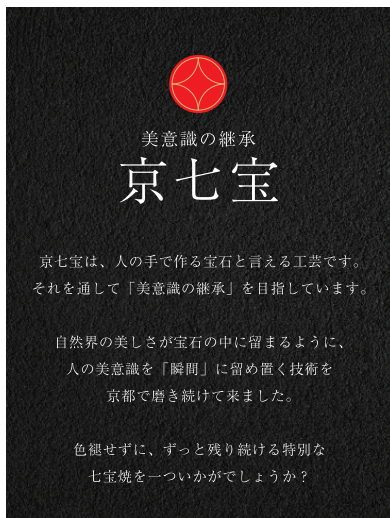 美意識の継承
京七宝
京七宝は、人の手で作る宝石と言える工芸です。
それを通して「美意識の継承」を目指しています。
自然界の美しさが宝石の中に留まるように、
人の美意識を「瞬間」に留め置く技術を
京都で磨き続けて来ました。
色褪せずに、ずっと残り続ける特別な
七宝焼を一ついかがでしょうか？